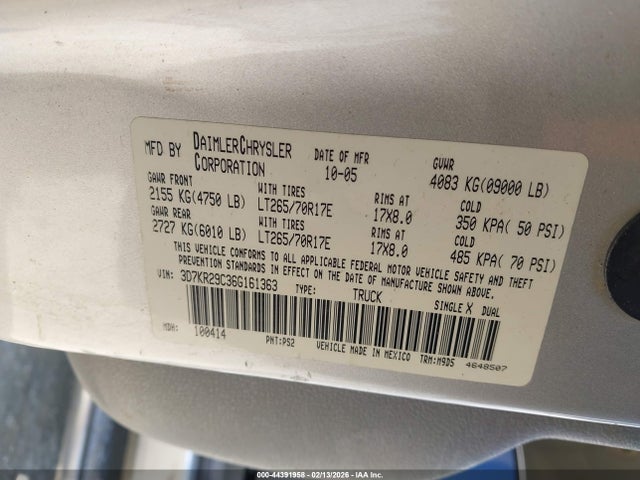 MFD BY DAIMLERCHRYSLER CORPORATION DATE OF MFR 10-05 GVWR 4083 KG(09000 LB)
GAWR FRONT WITH TIRES RIMS AT COLD
2155 KG(4750 LB) LT265/70R17E 17X8.0 350 KPA( 50 PSI)
GAWR REAR WITH TIRES RIMS AT COLD
2727 KG(6010 LB) LT265/70R17E 17X8.0 485 KPA( 70 PSI)
THIS VEHICLE CONFORMS TO ALL APPLICABLE FEDERAL MOTOR VEHICLE SAFETY AND THEFT
PREVENTION STANDARDS IN EFFECT ON THE DATE OF MANUFACTURE SHOWN ABOVE.
VIN: 3D7KR29C36G161363 TYPE: TRUCK SINGLE X DUAL
MDH: 100414 PNT:PS2 VEHICLE MADE IN MEXICO TRM:M9D5 4648507
000-44391958 - 02/13/2026 - © IAA, Inc.